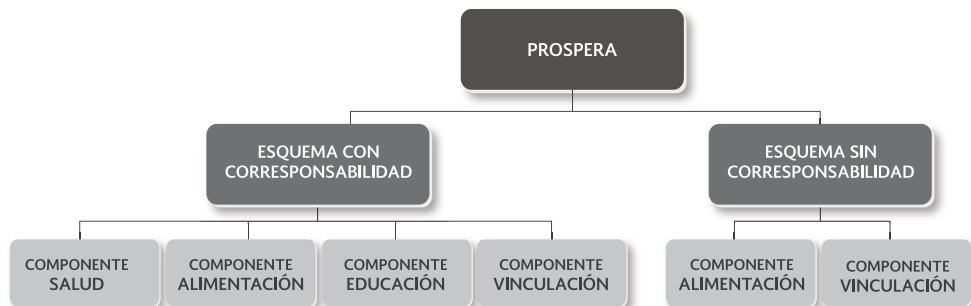 PROSPERA
ESQUEMA CON
CORRESPONSABILIDAD
ESQUEMA SIN
CORRESPONSABILIDAD
COMPONENTE
SALUD
COMPONENTE
ALIMENTACIÓN
COMPONENTE
EDUCACIÓN
COMPONENTE
VINCULACIÓN
COMPONENTE
ALIMENTACIÓN
COMPONENTE
VINCULACIÓN